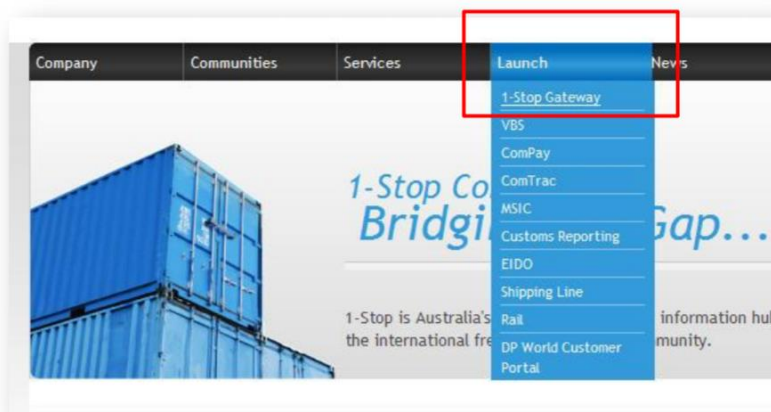 Company Communities Services Launch News
1-Stop Gateway
VBS
ComPay
ComTrac
MSIC
Customs Reporting
EIDO
Shipping Line
Rail
DP World Customer
Portal
1-Stop Co
Bridgi Gap...
1-Stop is Australia's information hu
the international fre munity.